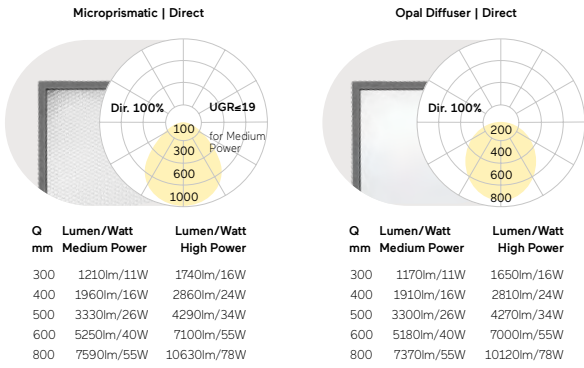 Microprismatic | Direct
Dir. 100%
UGR≤19
for Medium
Power
100
300
600
1000
Q Lumen/Watt Lumen/Watt
mm Medium Power High Power
300 1210lm/11W 1740lm/16W
400 1960lm/16W 2860lm/24W
500 3330lm/26W 4290lm/34W
600 5250lm/40W 7100lm/55W
800 7590lm/55W 10630lm/78W
Opal Diffuser | Direct
Dir. 100%
200
400
600
800
Q Lumen/Watt Lumen/Watt
mm Medium Power High Power
300 1170lm/11W 1650lm/16W
400 1910lm/16W 2810lm/24W
500 3300lm/26W 4270lm/34W
600 5180lm/40W 7000lm/55W
800 7370lm/55W 10120lm/78W